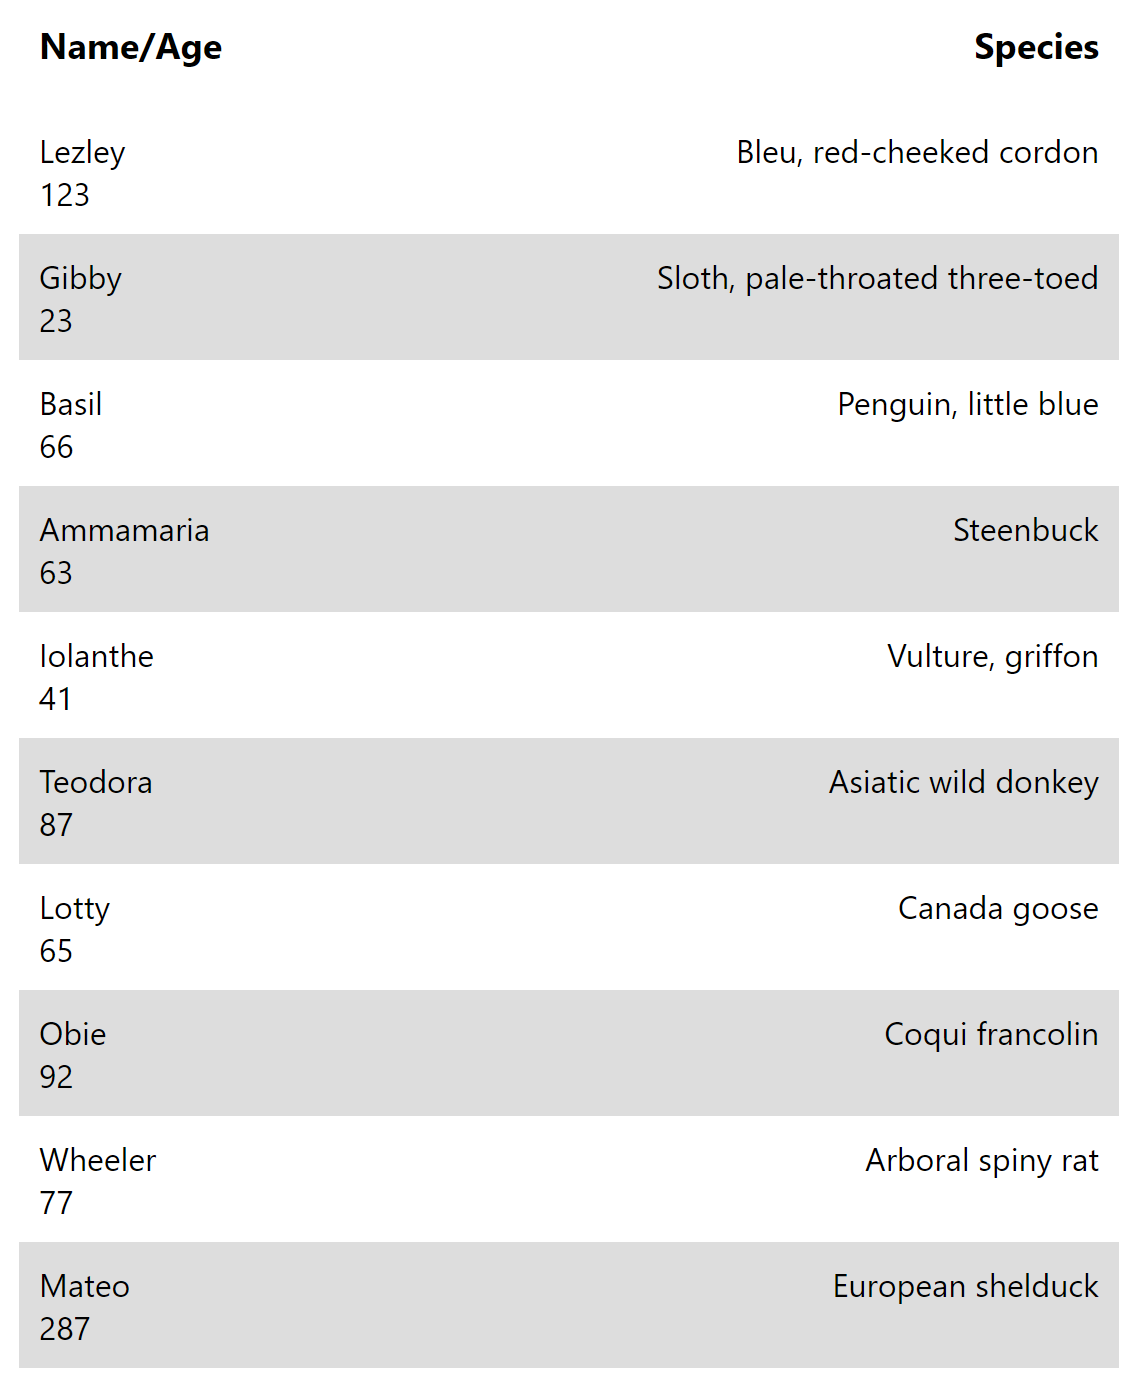 Name/Age Species
Lezley Bleu, red-cheeked cordon
123
Gibby Sloth, pale-throated three-toed
23
Basil Penguin, little blue
66
Ammamaria Steenbuck
63
Iolanthe Vulture, griffon
41
Teodora Asiatic wild donkey
87
Lotty Canada goose
65
Obie Coqui francolin
92
Wheeler Arboral spiny rat
77
Mateo European shelduck
287